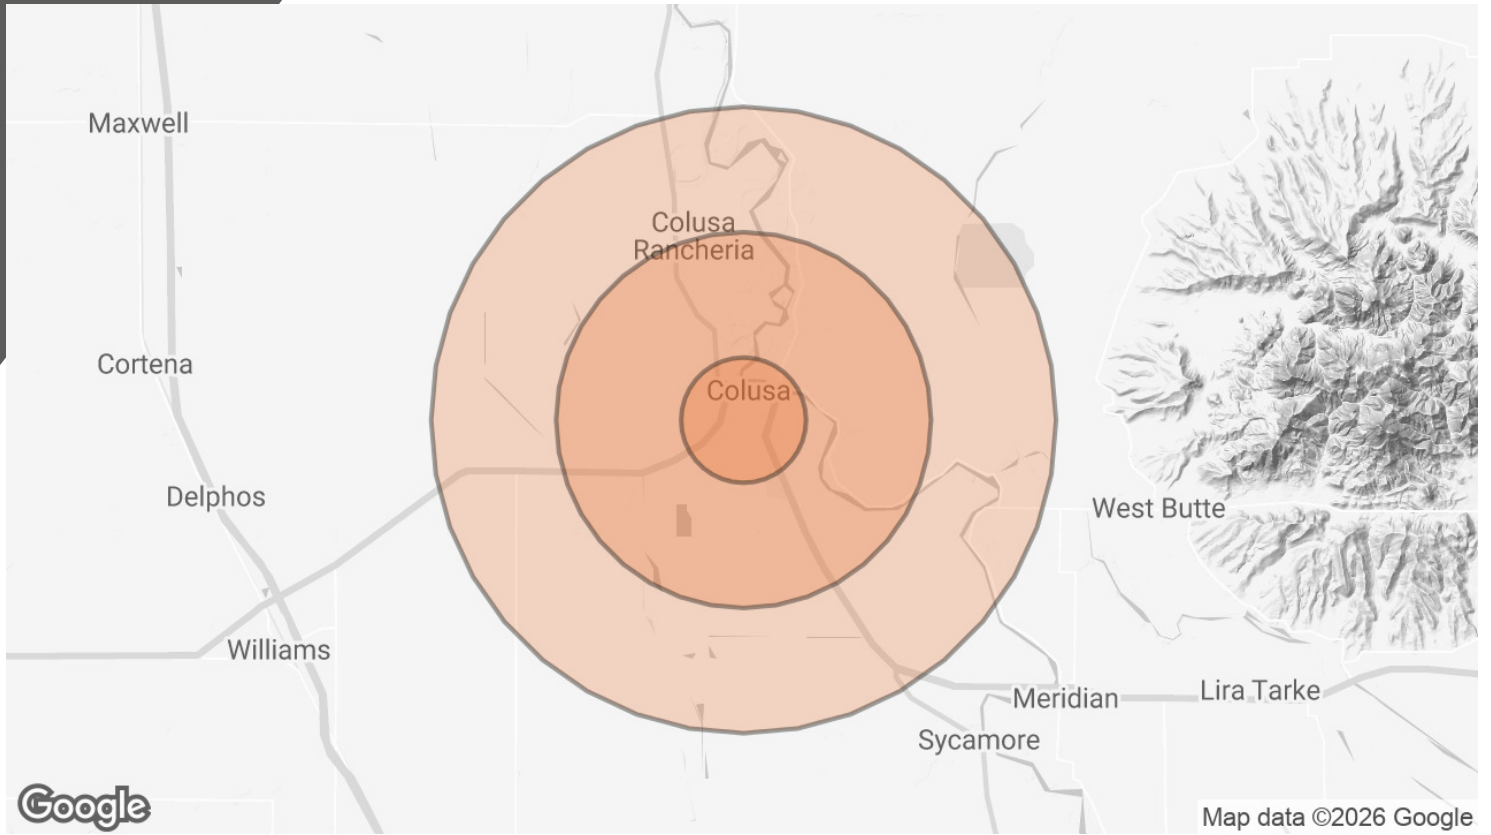 Maxwell
Colusa
Rancheria
Cortena
Colusa
Delphos
West Butte
Williams
Lira Tarke
Meridian
Sycamore
Google
Map data ©2026 Google